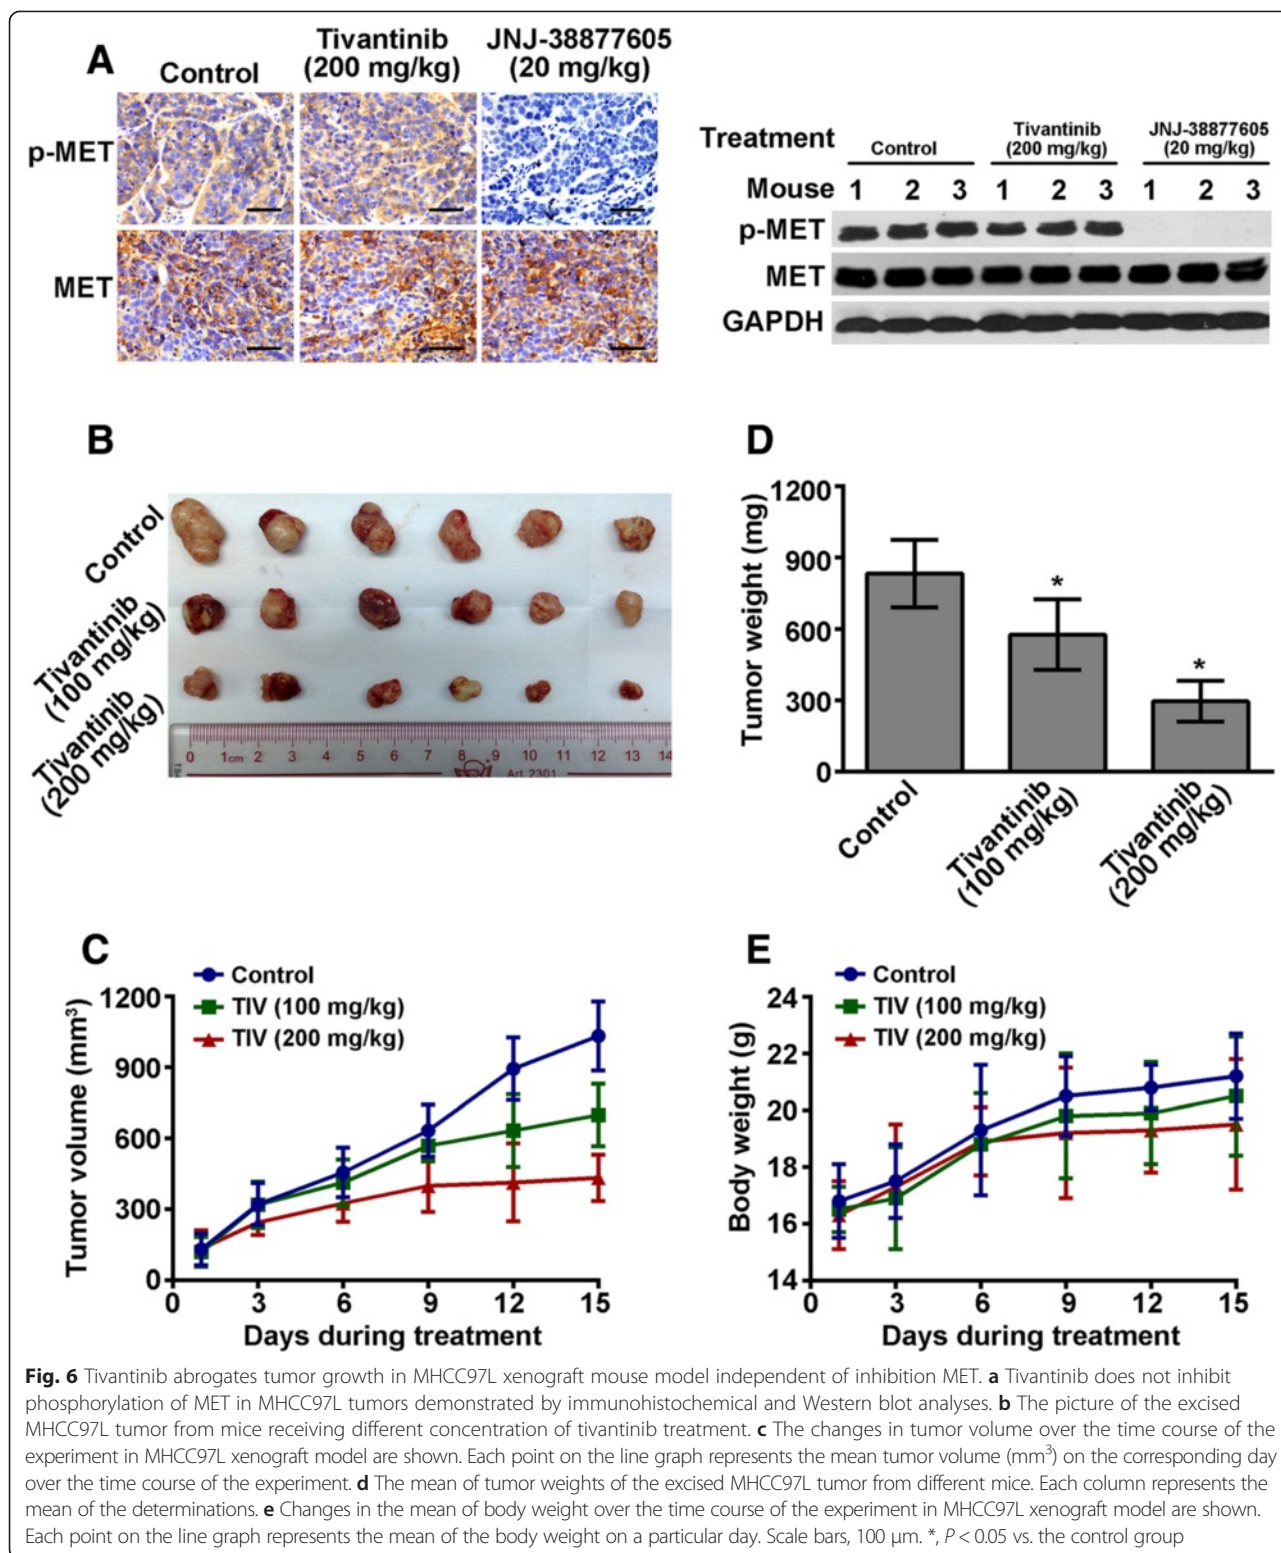 A
Control
Tivantinib
(200 mg/kg)
JNJ-38877605
(20 mg/kg)
p-MET
MET
Treatment
Control
Tivantinib
(200 mg/kg)
JNJ-38877605
(20 mg/kg)
Mouse 1 2 3 1 2 3 1 2 3
p-MET
MET
GAPDH
B
Control
Tivantinib
(100 mg/kg)
Tivantinib
(200 mg/kg)
0 1cm 2 3 4 5 6 7 8 9 10 11 12 13 14
Art. 2301
D
Tumor weight (mg)
1200
900
600
300
0
*
*
Control
Tivantinib
(100 mg/kg)
Tivantinib
(200 mg/kg)
C
Control
TIV (100 mg/kg)
TIV (200 mg/kg)
Tumor volume (mm³)
1200
900
600
300
0
0 3 6 9 12 15
Days during treatment
E
Control
TIV (100 mg/kg)
TIV (200 mg/kg)
Body weight (g)
24
22
20
18
16
14
0 3 6 9 12 15
Days during treatment
Fig. 6 Tivantinib abrogates tumor growth in MHCC97L xenograft mouse model independent of inhibition MET. a Tivantinib does not inhibit
phosphorylation of MET in MHCC97L tumors demonstrated by immunohistochemical and Western blot analyses. b The picture of the excised
MHCC97L tumor from mice receiving different concentration of tivantinib treatment. c The changes in tumor volume over the time course of the
experiment in MHCC97L xenograft model are shown. Each point on the line graph represents the mean tumor volume (mm³) on the corresponding day
over the time course of the experiment. d The mean of tumor weights of the excised MHCC97L tumor from different mice. Each column represents the
mean of the determinations. e Changes in the mean of body weight over the time course of the experiment in MHCC97L xenograft model are shown.
Each point on the line graph represents the mean of the body weight on a particular day. Scale bars, 100 μm. *, P < 0.05 vs. the control group